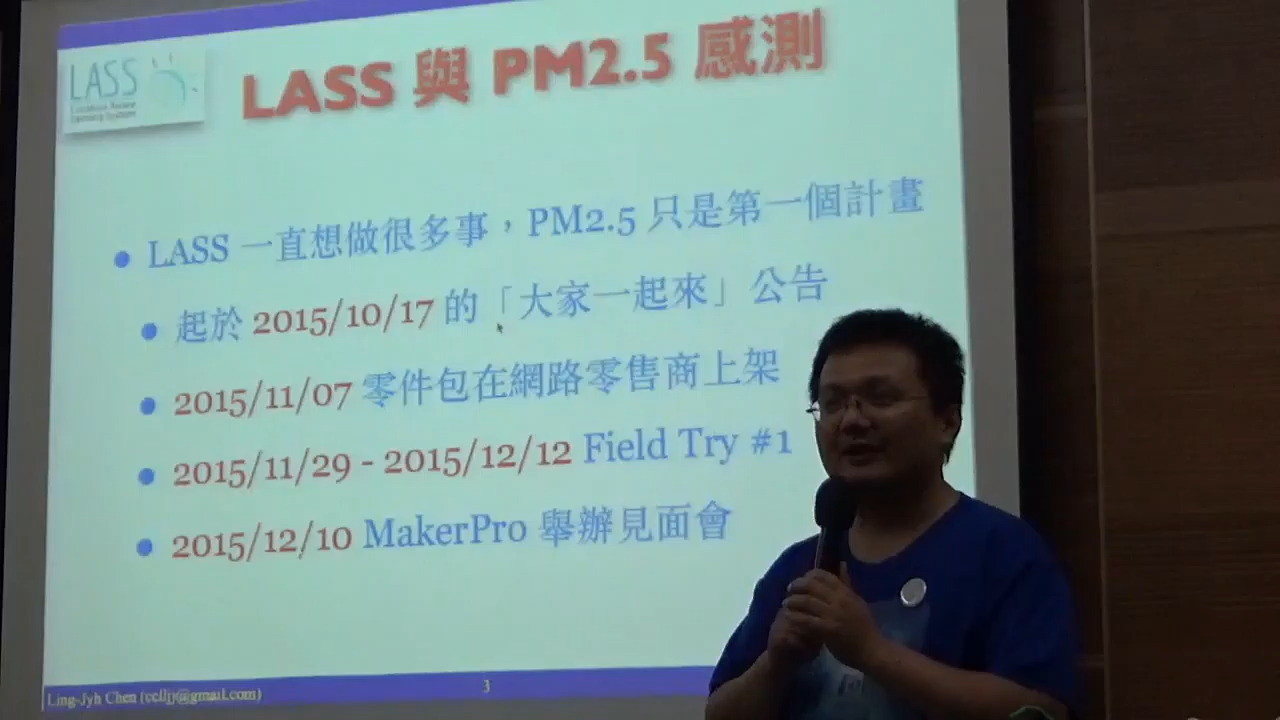 LASS
Location Aware
Sensing System
LASS 與 PM2.5 感測
LASS 一直想做很多事，PM2.5 只是第一個計畫
起於 2015/10/17 的「大家一起來」公告
2015/11/07 零件包在網路零售商上架
2015/11/29 - 2015/12/12 Field Try #1
2015/12/10 MakerPro 舉辦見面會
Ling-Jyh Chen (cclljj@gmail.com)
3